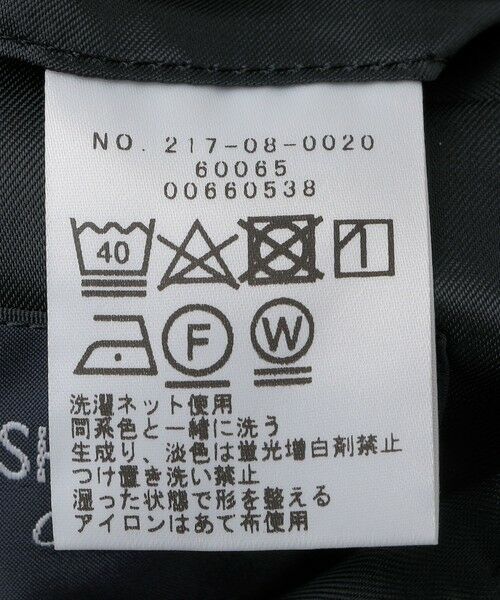 NO. 217-08-0020
60065
00660538
40
F W
洗濯ネット使用
同系色と一緒に洗う
生成り、淡色は蛍光増白剤禁止
つけ置き洗い禁止
湿った状態で形を整える
アイロンはあて布使用